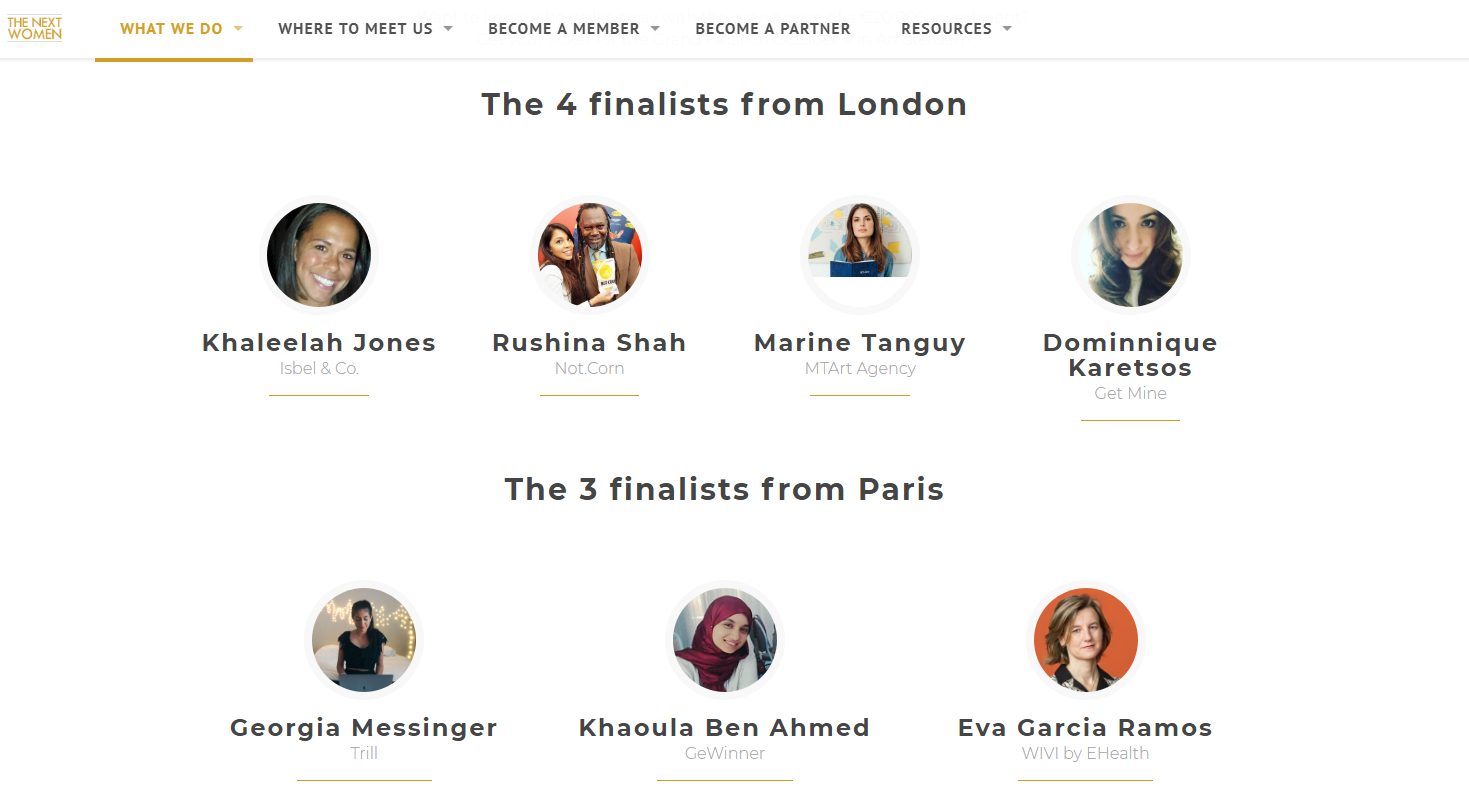 THE NEXT
WOMEN
WHAT WE DO
WHERE TO MEET US
BECOME A MEMBER
BECOME A PARTNER
RESOURCES
The 4 finalists from London
Khaleelah Jones
Isbel & Co.
Rushina Shah
Not.Corn
Marine Tanguy
MTArt Agency
Dominnique
Karetsos
Get Mine
The 3 finalists from Paris
Georgia Messinger
Trill
Khaoula Ben Ahmed
GeWinner
Eva Garcia Ramos
WIVI by EHealth